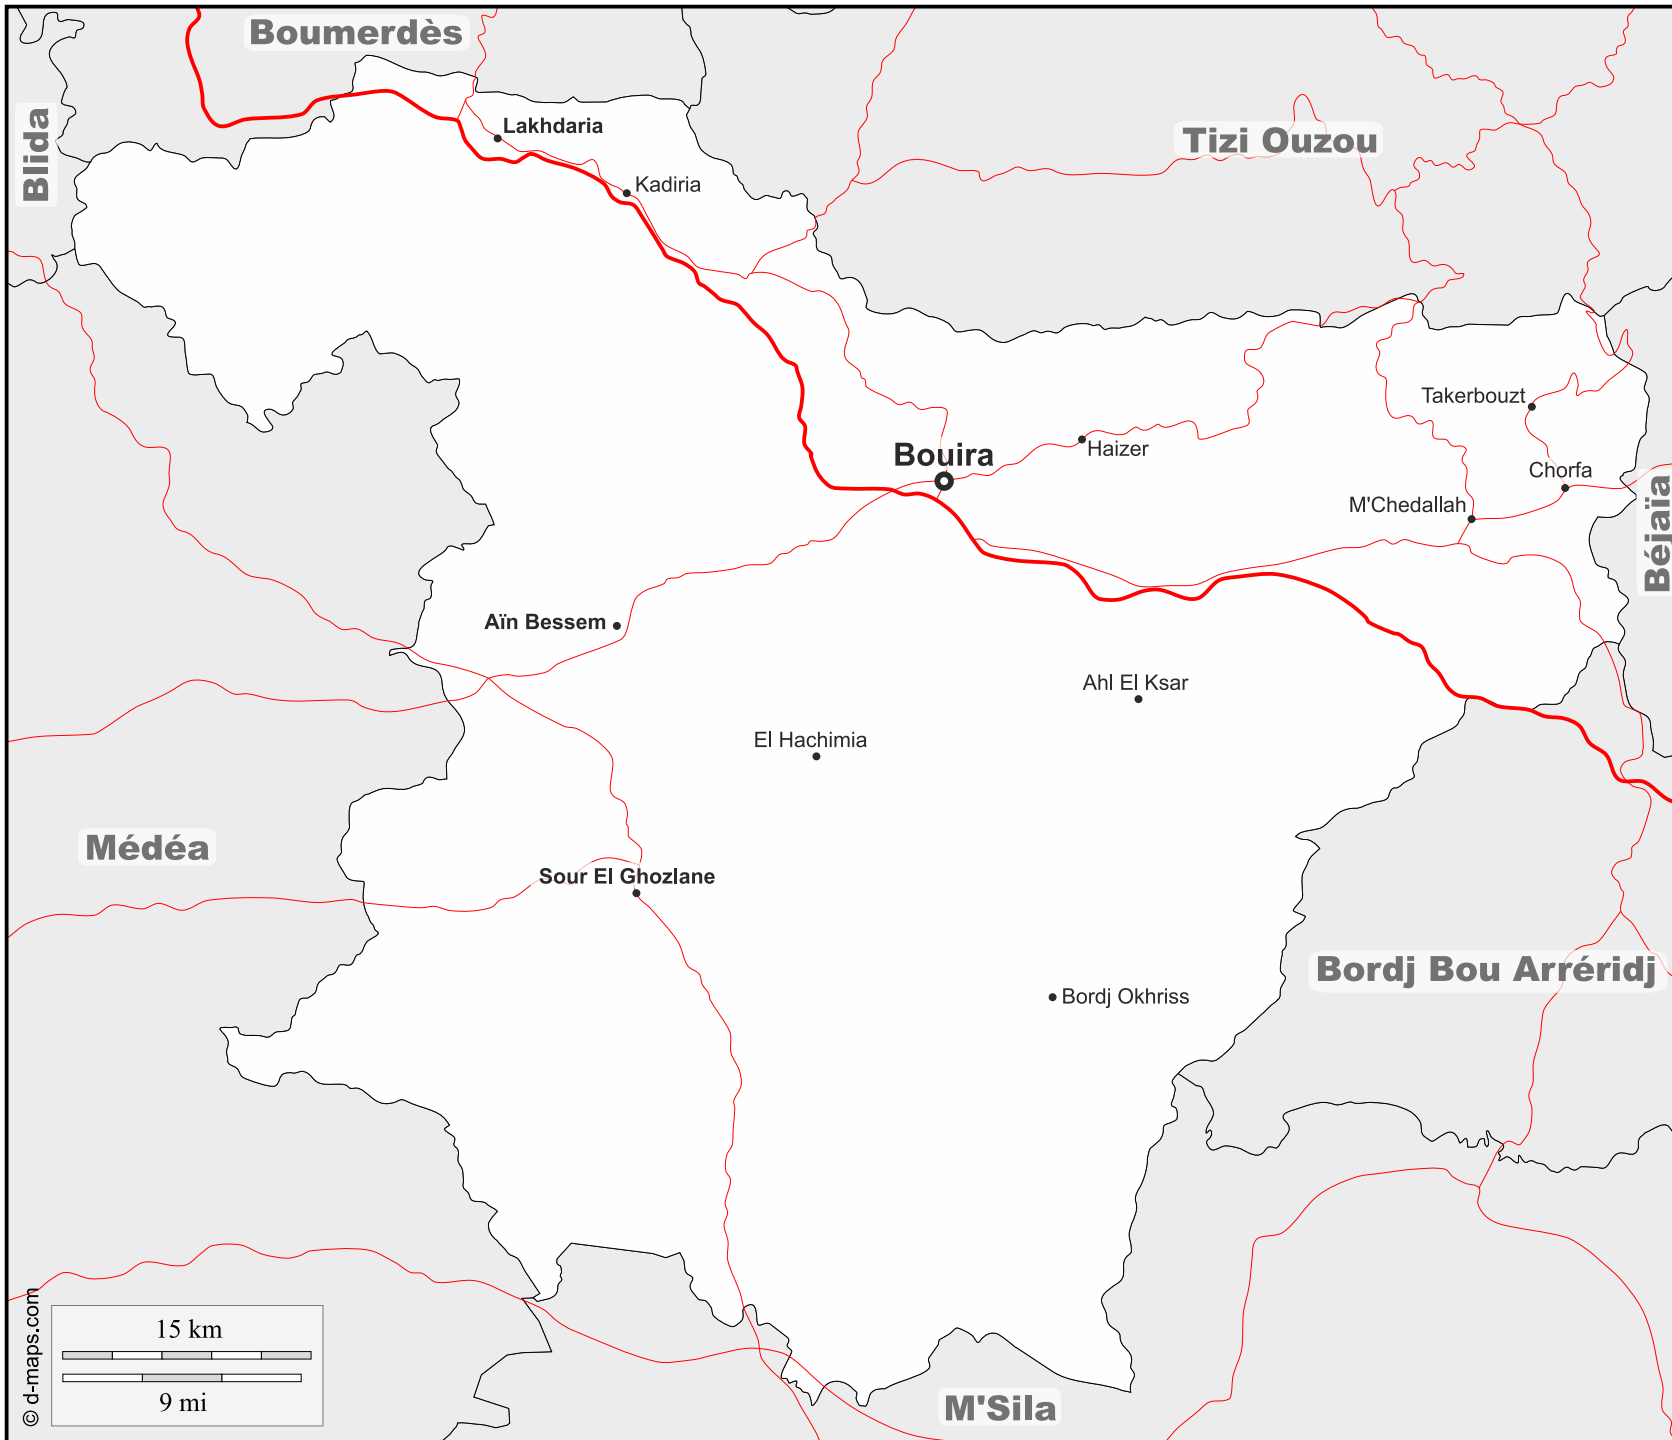 Boumerdès
Blida
Lakhdaria
Tizi Ouzou
Kadiria
Takerbouzt
Haizer
Bouira
Chorfa
M'Chedallah
Béjaïa
Aïn Bessem
Ahl El Ksar
El Hachimia
Médéa
Sour El Ghozlane
Bordj Bou Arréridj
Bordj Okhriss
15 km
9 mi
© d-maps.com
M'Sila